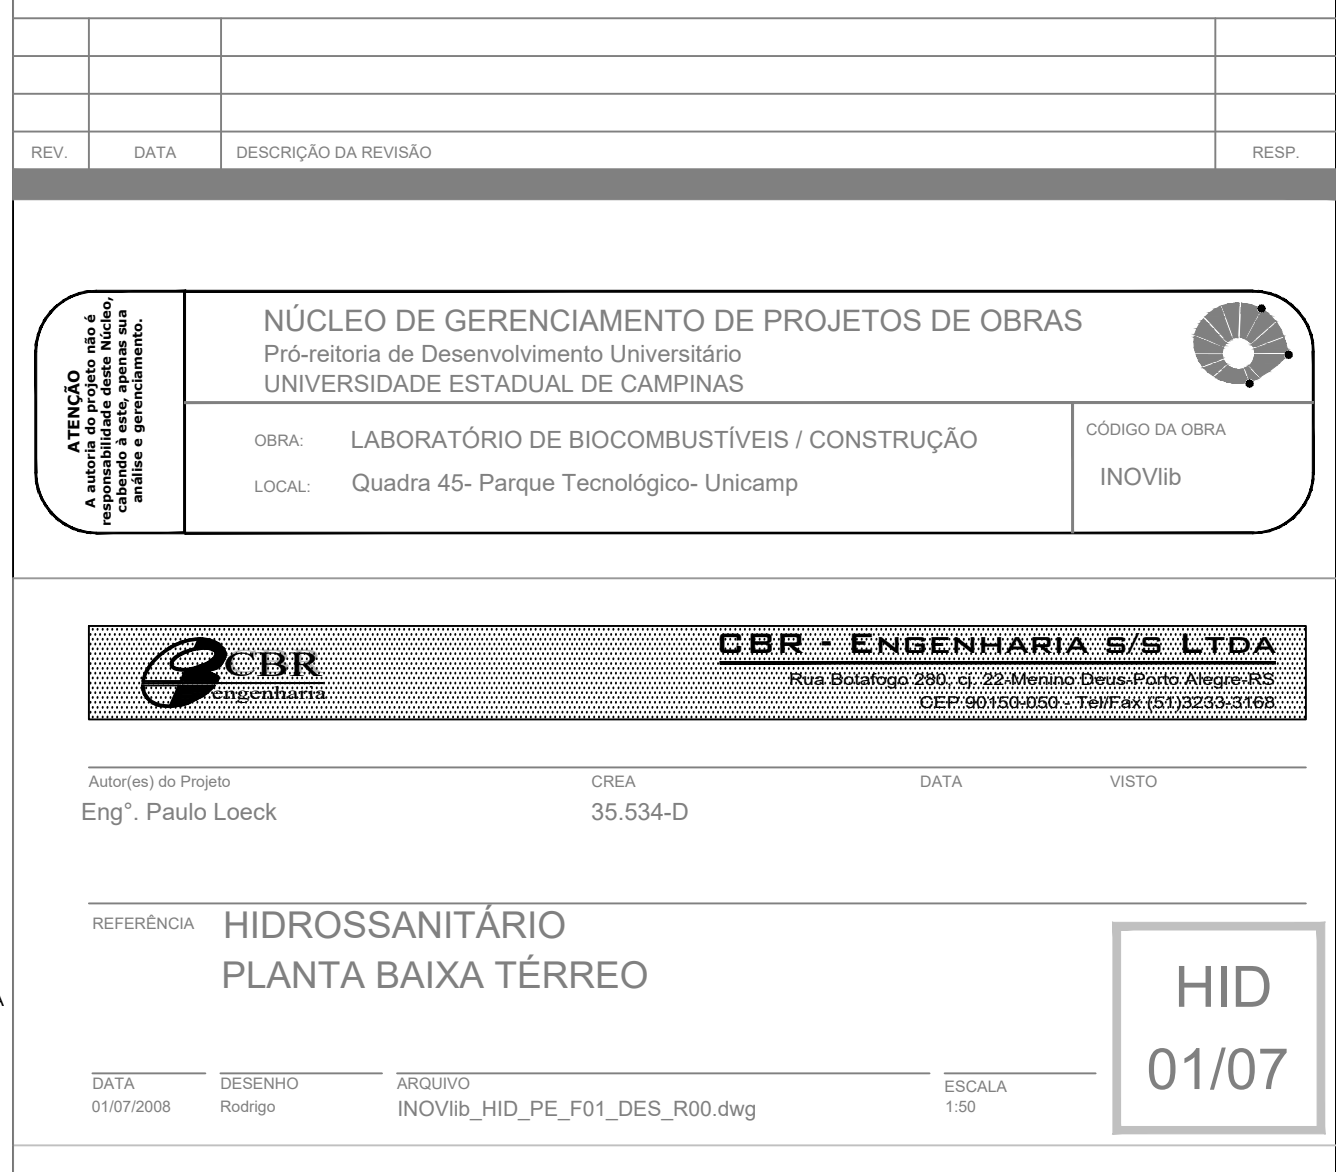 REV. DATA DESCRIÇÃO DA REVISÃO RESP.
ATENÇÃO
A autoria do projeto não é
responsabilidade deste Núcleo,
cabendo à este, apenas sua
análise e gerenciamento.
NÚCLEO DE GERENCIAMENTO DE PROJETOS DE OBRAS
Pró-reitoria de Desenvolvimento Universitário
UNIVERSIDADE ESTADUAL DE CAMPINAS
OBRA: LABORATÓRIO DE BIOCOMBUSTÍVEIS / CONSTRUÇÃO
LOCAL: Quadra 45- Parque Tecnológico- Unicamp
CÓDIGO DA OBRA
INOVlib
CBR
engenharia
CBR - ENGENHARIA S/S LTDA
Rua Botafogo 280, cj. 22-Menino Deus-Porto Alegre-RS
CEP 90150-050 - Tel/Fax (51)3233-3168
Autor(es) do Projeto CREA DATA VISTO
Eng°. Paulo Loeck 35.534-D
REFERÊNCIA HIDROSSANITÁRIO
PLANTA BAIXA TÉRREO
HID
01/07
DATA DESENHO ARQUIVO ESCALA
01/07/2008 Rodrigo INOVlib_HID_PE_F01_DES_R00.dwg 1:50